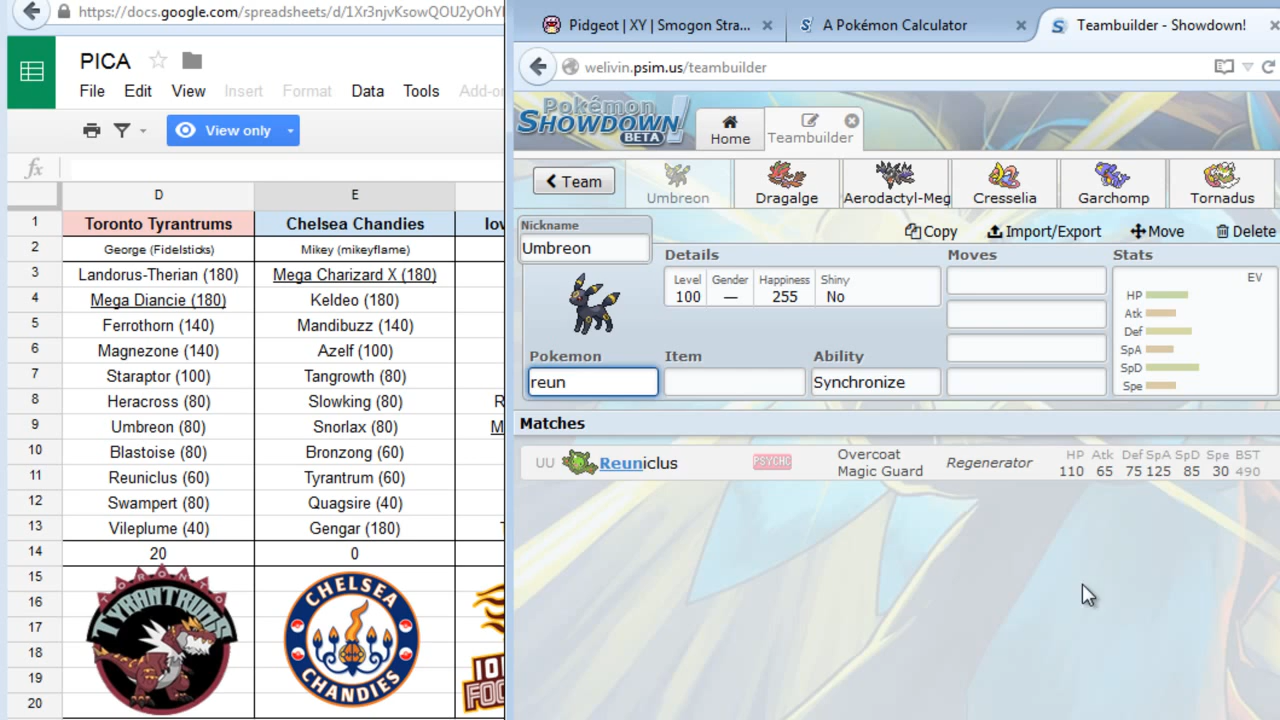 https://docs.google.com/spreadsheets/d/1Xr3njvKsowQOU2yOhYl
PICA
File Edit View Insert Format Data Tools Add-o
View only
fx
D E
1 Toronto Tyrantrums Chelsea Chandies Iov
2 George (Fidelsticks) Mikey (mikeyflame)
3 Landorus-Therian (180) Mega Charizard X (180)
4 Mega Diancie (180) Keldeo (180)
5 Ferrothorn (140) Mandibuzz (140)
6 Magnezone (140) Azelf (100)
7 Staraptor (100) Tangrowth (80)
8 Heracross (80) Slowking (80) R
9 Umbreon (80) Snorlax (80) M
10 Blastoise (80) Bronzong (60)
11 Reuniclus (60) Tyrantrum (60)
12 Swampert (80) Quagsire (40)
13 Vileplume (40) Gengar (180) T
14 20 0
15
16
17
18
19
20
TORONTO
TYRANTRUMS
CHELSEA
CHANDIES
IOW
FOO
Pidgeot | XY | Smogon Stra...
A Pokémon Calculator
Teambuilder - Showdown!
welivin.psim.us/teambuilder
Pokémon
SHOWDOWN!
BETA
Home
Teambuilder
Team
Umbreon Dragalge Aerodactyl-Meg Cresselia Garchomp Tornadus
Copy Import/Export Move Delete
Nickname
Umbreon
Details
Level Gender Happiness Shiny
100 — 255 No
Moves
Stats
EV
HP
Atk
Def
SpA
SpD
Spe
Pokemon Item Ability
reun Synchronize
Matches
UU Reuniclus PSYCHC Overcoat Magic Guard Regenerator
HP Atk Def SpA SpD Spe BST
110 65 75 125 85 30 490